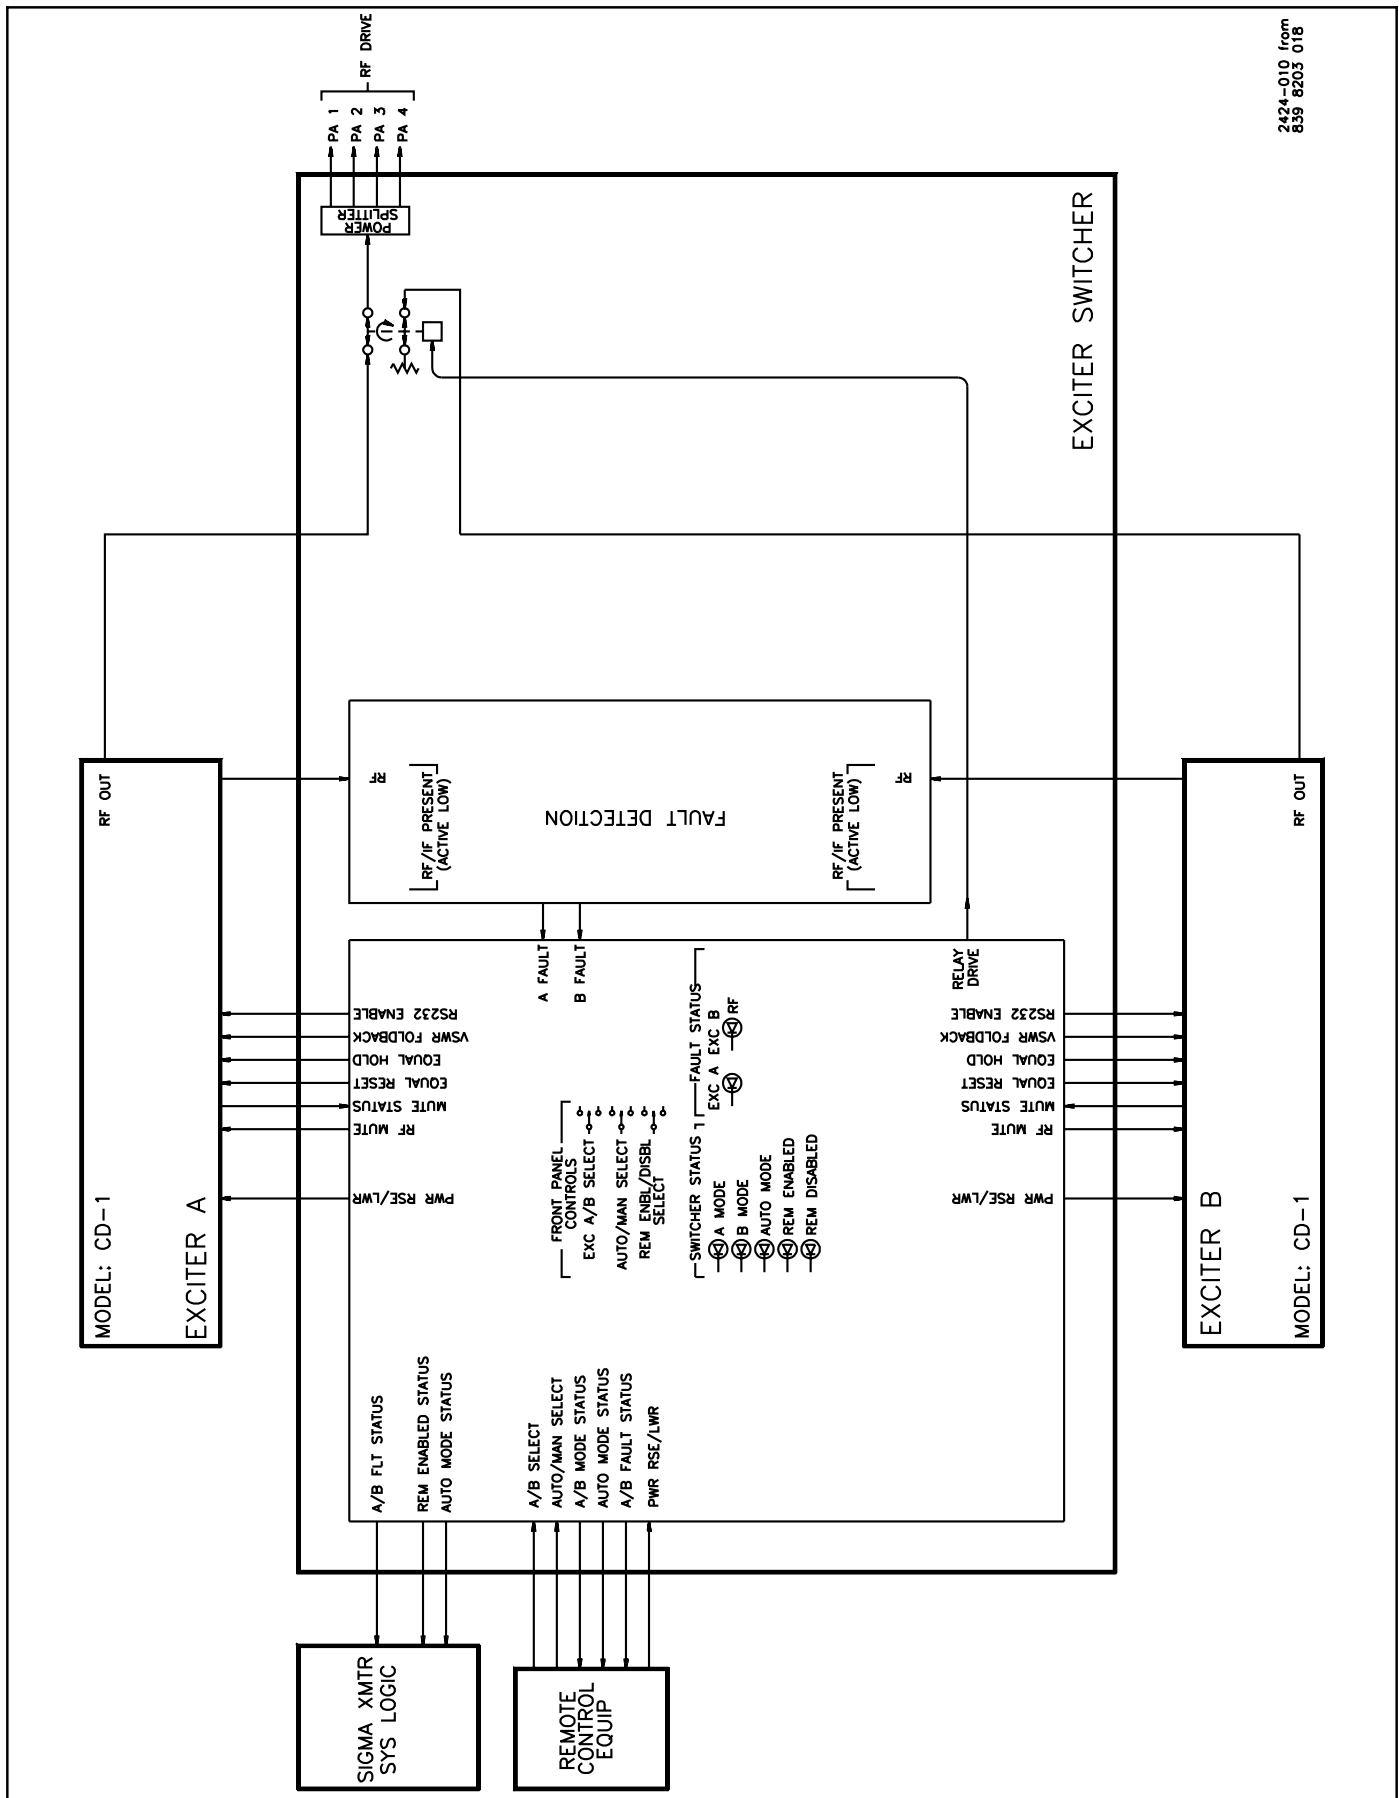 2424-010 from
839 8203 018
RF DRIVE
PA 1
PA 2
PA 3
PA 4
POWER
SPLITTER
EXCITER SWITCHER
MODEL: CD-1
EXCITER A
RF OUT
RF
RF/IF PRESENT
(ACTIVE LOW)
FAULT DETECTION
RF/IF PRESENT
(ACTIVE LOW)
RF
A FAULT
B FAULT
RS232 ENABLE
VSWR FOLDBACK
EQUAL HOLD
EQUAL RESET
MUTE STATUS
RF MUTE
PWR RSE/LWR
FRONT PANEL
CONTROLS
EXC A/B SELECT
AUTO/MAN SELECT
REM ENBL/DISBL
SELECT
SWITCHER STATUS
A MODE
B MODE
AUTO MODE
REM ENABLED
REM DISABLED
FAULT STATUS
EXC A EXC B
RF
RELAY
DRIVE
RS232 ENABLE
VSWR FOLDBACK
EQUAL HOLD
EQUAL RESET
MUTE STATUS
RF MUTE
PWR RSE/LWR
EXCITER B
MODEL: CD-1
RF OUT
A/B FLT STATUS
REM ENABLED STATUS
AUTO MODE STATUS
A/B SELECT
AUTO/MAN SELECT
A/B MODE STATUS
AUTO MODE STATUS
A/B FAULT STATUS
PWR RSE/LWR
SIGMA XMTR
SYS LOGIC
REMOTE
CONTROL
EQUIP